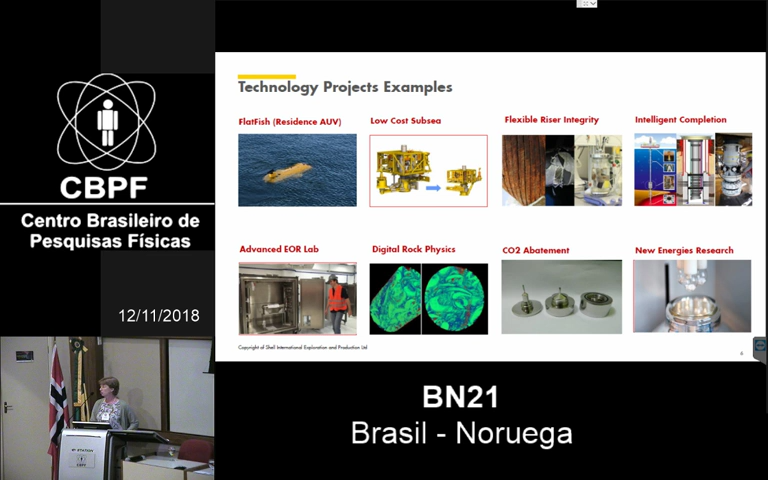 CBPF
Centro Brasileiro de
Pesquisas Físicas
12/11/2018
Technology Projects Examples
FlatFish (Residence AUV)
Low Cost Subsea
Flexible Riser Integrity
Intelligent Completion
Advanced EOR Lab
Digital Rock Physics
CO2 Abatement
New Energies Research
Copyright of Shell International Exploration and Production Ltd
6
BN21
Brasil - Noruega
CBPF